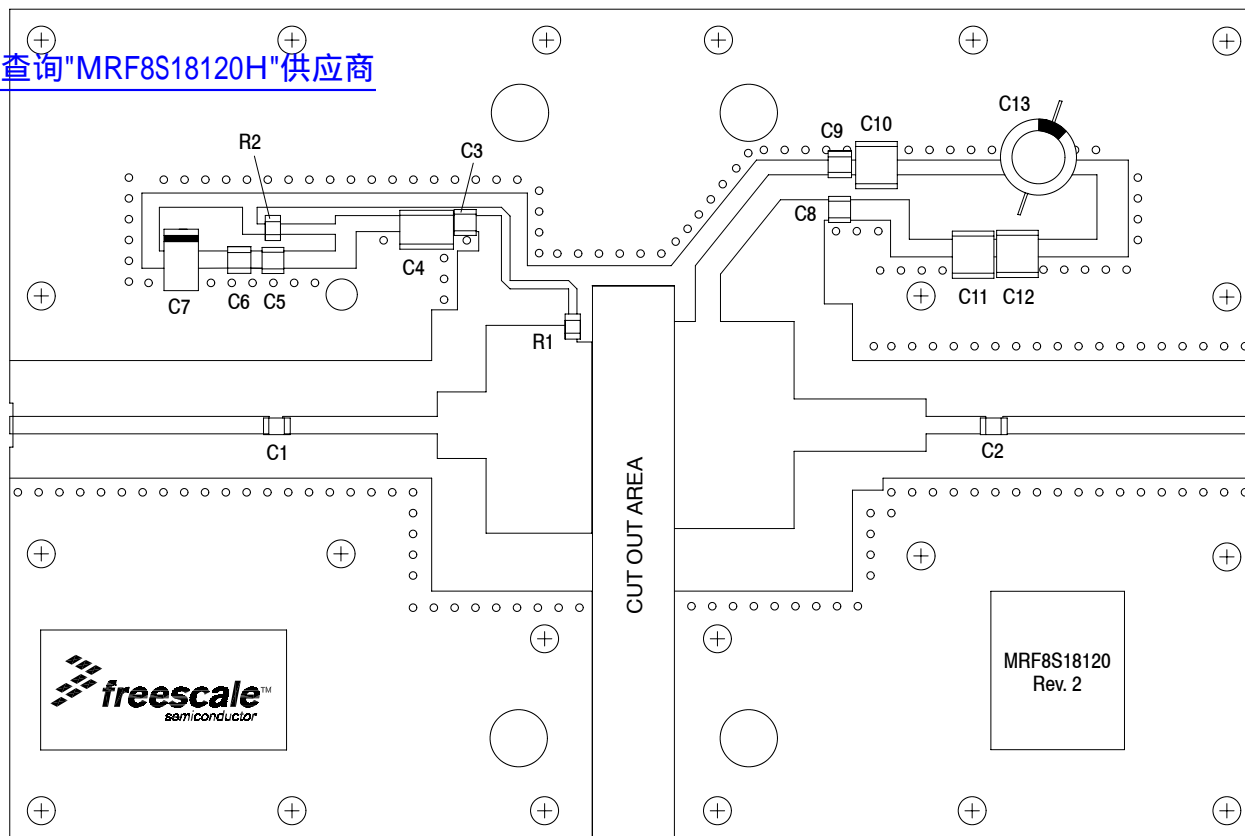 查询"MRF8S18120H"供应商
C13
C9 C10
R2
C3
C8
C4
C7
C6 C5
C11 C12
R1
C1
C2
CUT OUT AREA
freescale™
semiconductor
MRF8S18120
Rev. 2